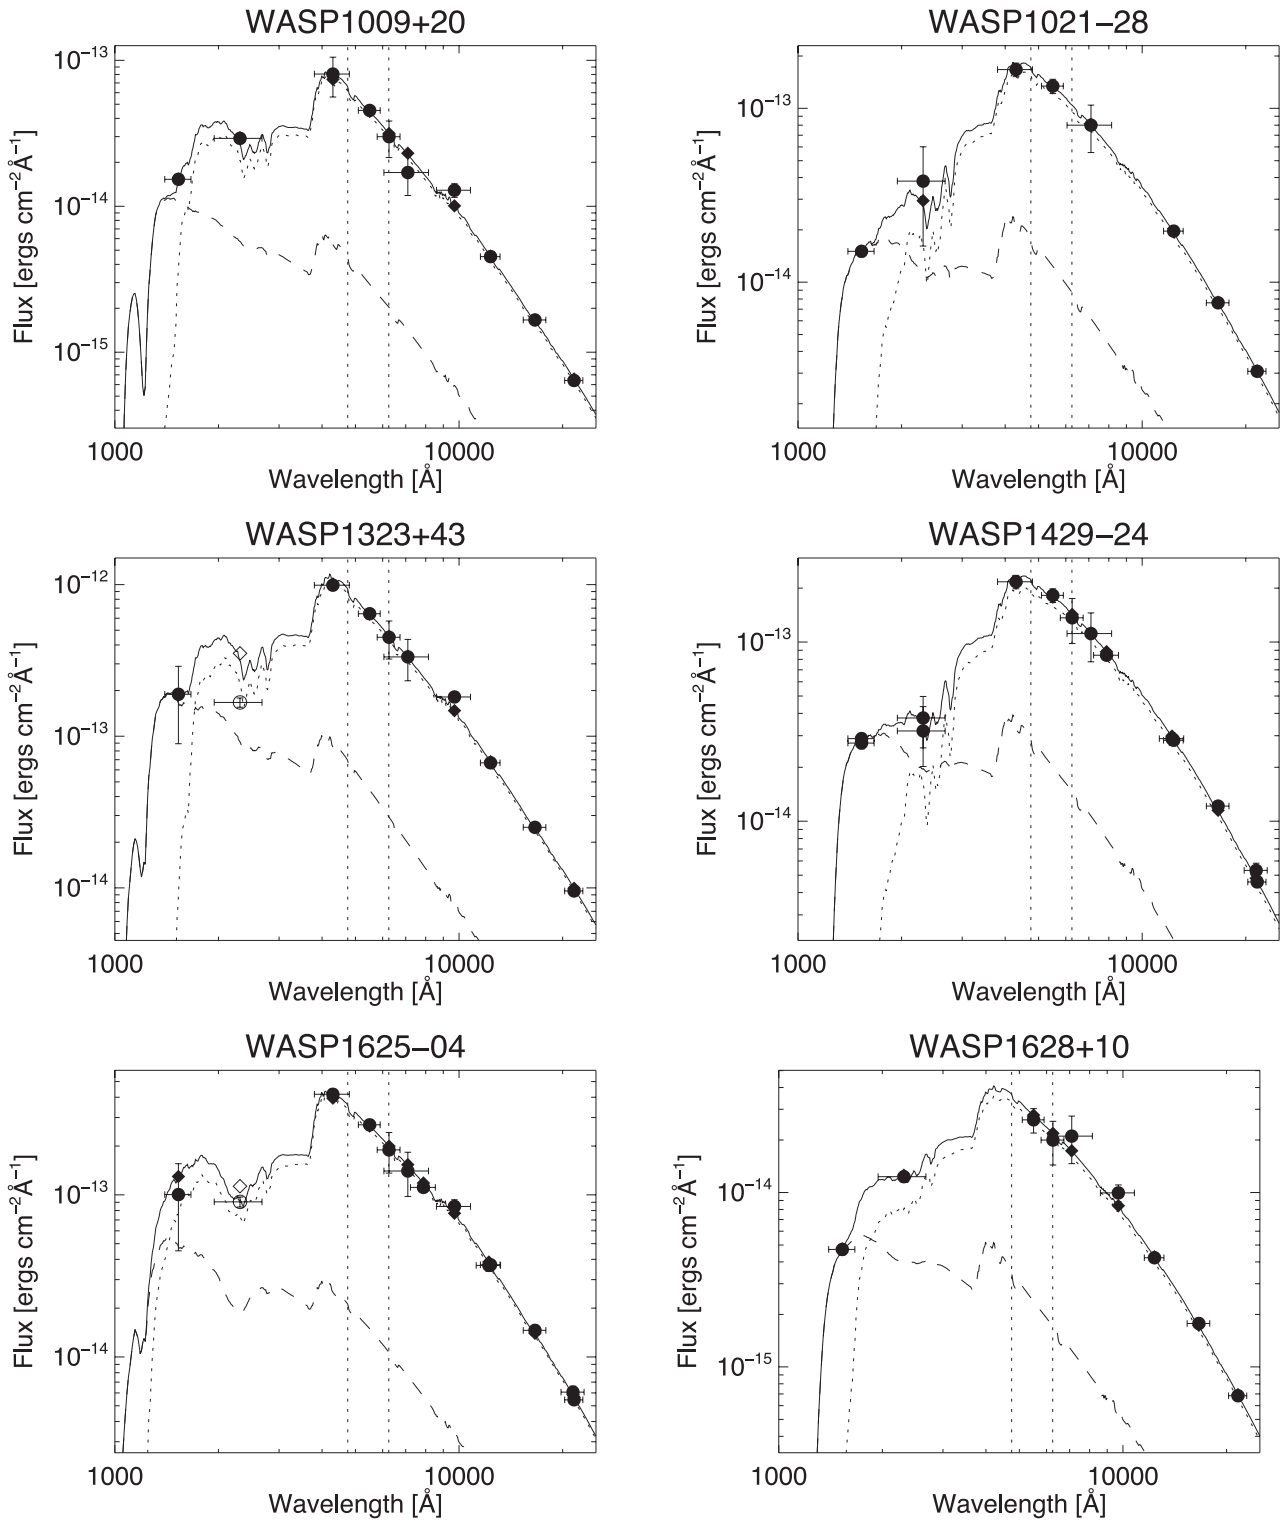 WASP1009+20
10⁻¹³
10⁻¹⁴
10⁻¹⁵
Flux [ergs cm⁻²Å⁻¹]
1000
10000
Wavelength [Å]
WASP1021−28
10⁻¹³
10⁻¹⁴
Flux [ergs cm⁻²Å⁻¹]
1000
10000
Wavelength [Å]
WASP1323+43
10⁻¹²
10⁻¹³
10⁻¹⁴
Flux [ergs cm⁻²Å⁻¹]
1000
10000
Wavelength [Å]
WASP1429−24
10⁻¹³
10⁻¹⁴
Flux [ergs cm⁻²Å⁻¹]
1000
10000
Wavelength [Å]
WASP1625−04
10⁻¹³
10⁻¹⁴
Flux [ergs cm⁻²Å⁻¹]
1000
10000
Wavelength [Å]
WASP1628+10
10⁻¹⁴
10⁻¹⁵
Flux [ergs cm⁻²Å⁻¹]
1000
10000
Wavelength [Å]